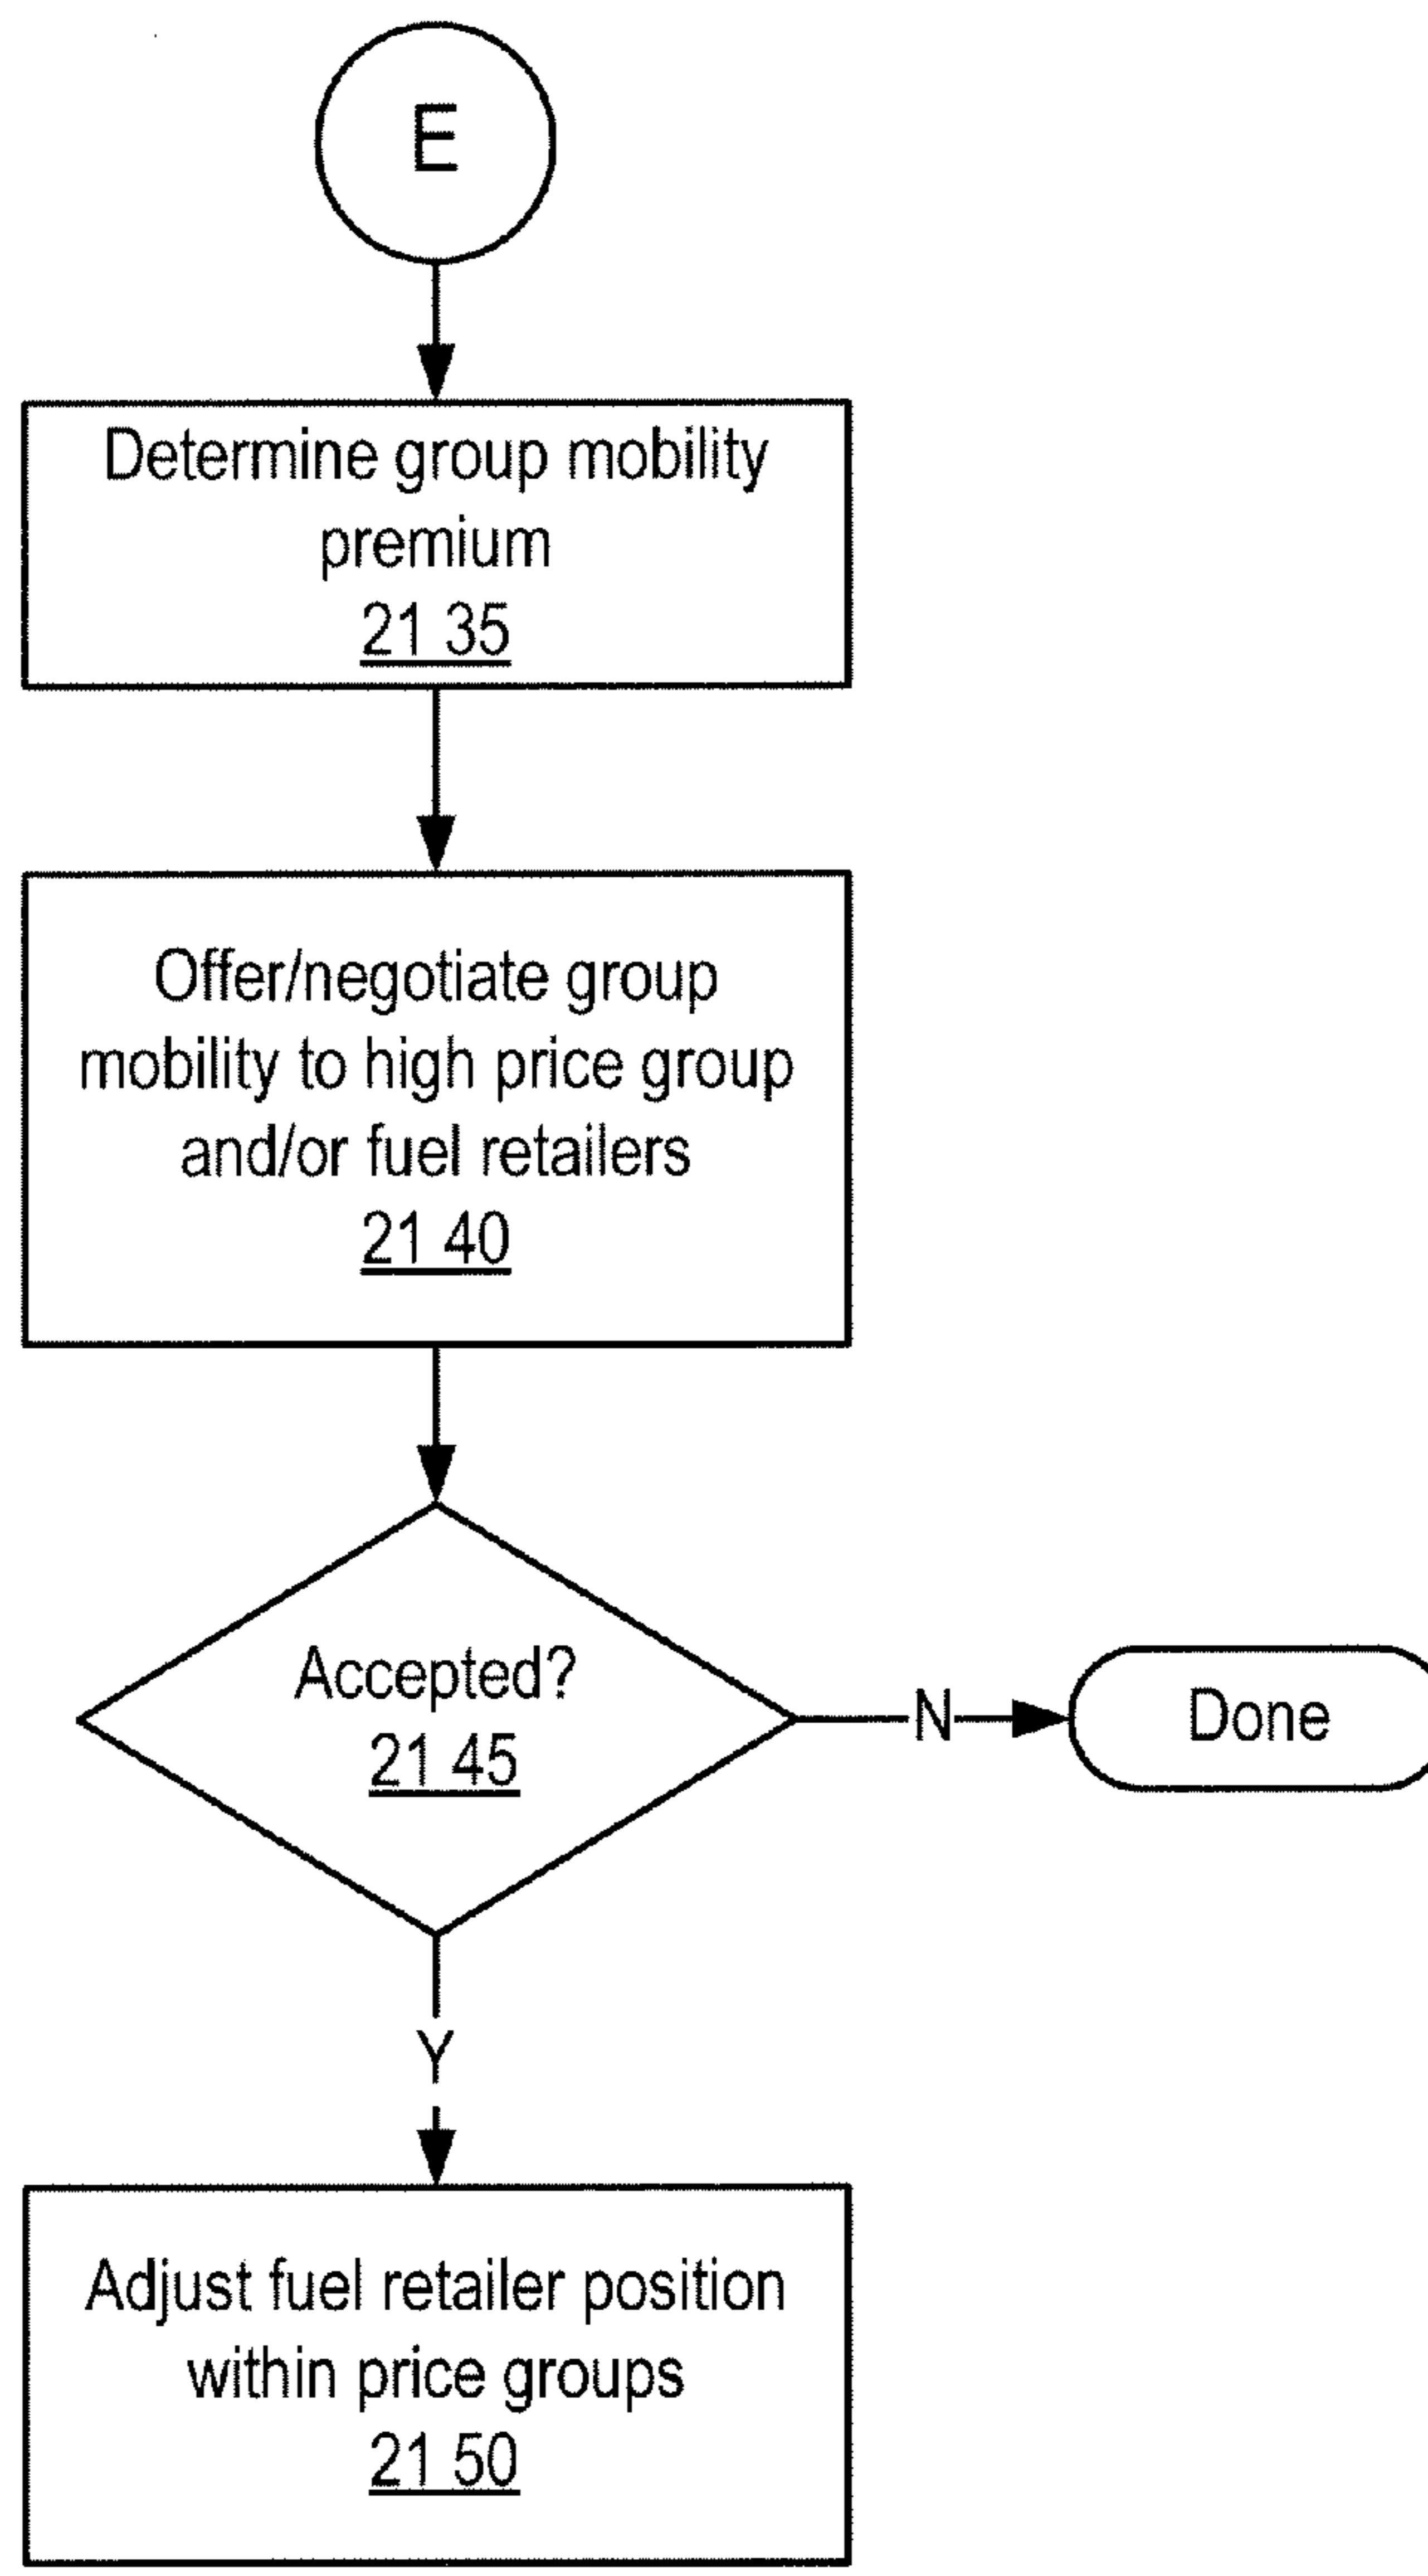 E
Determine group mobility
premium
21 35
Offer/negotiate group
mobility to high price group
and/or fuel retailers
21 40
Accepted?
21 45
N
Done
Y
Adjust fuel retailer position
within price groups
21 50